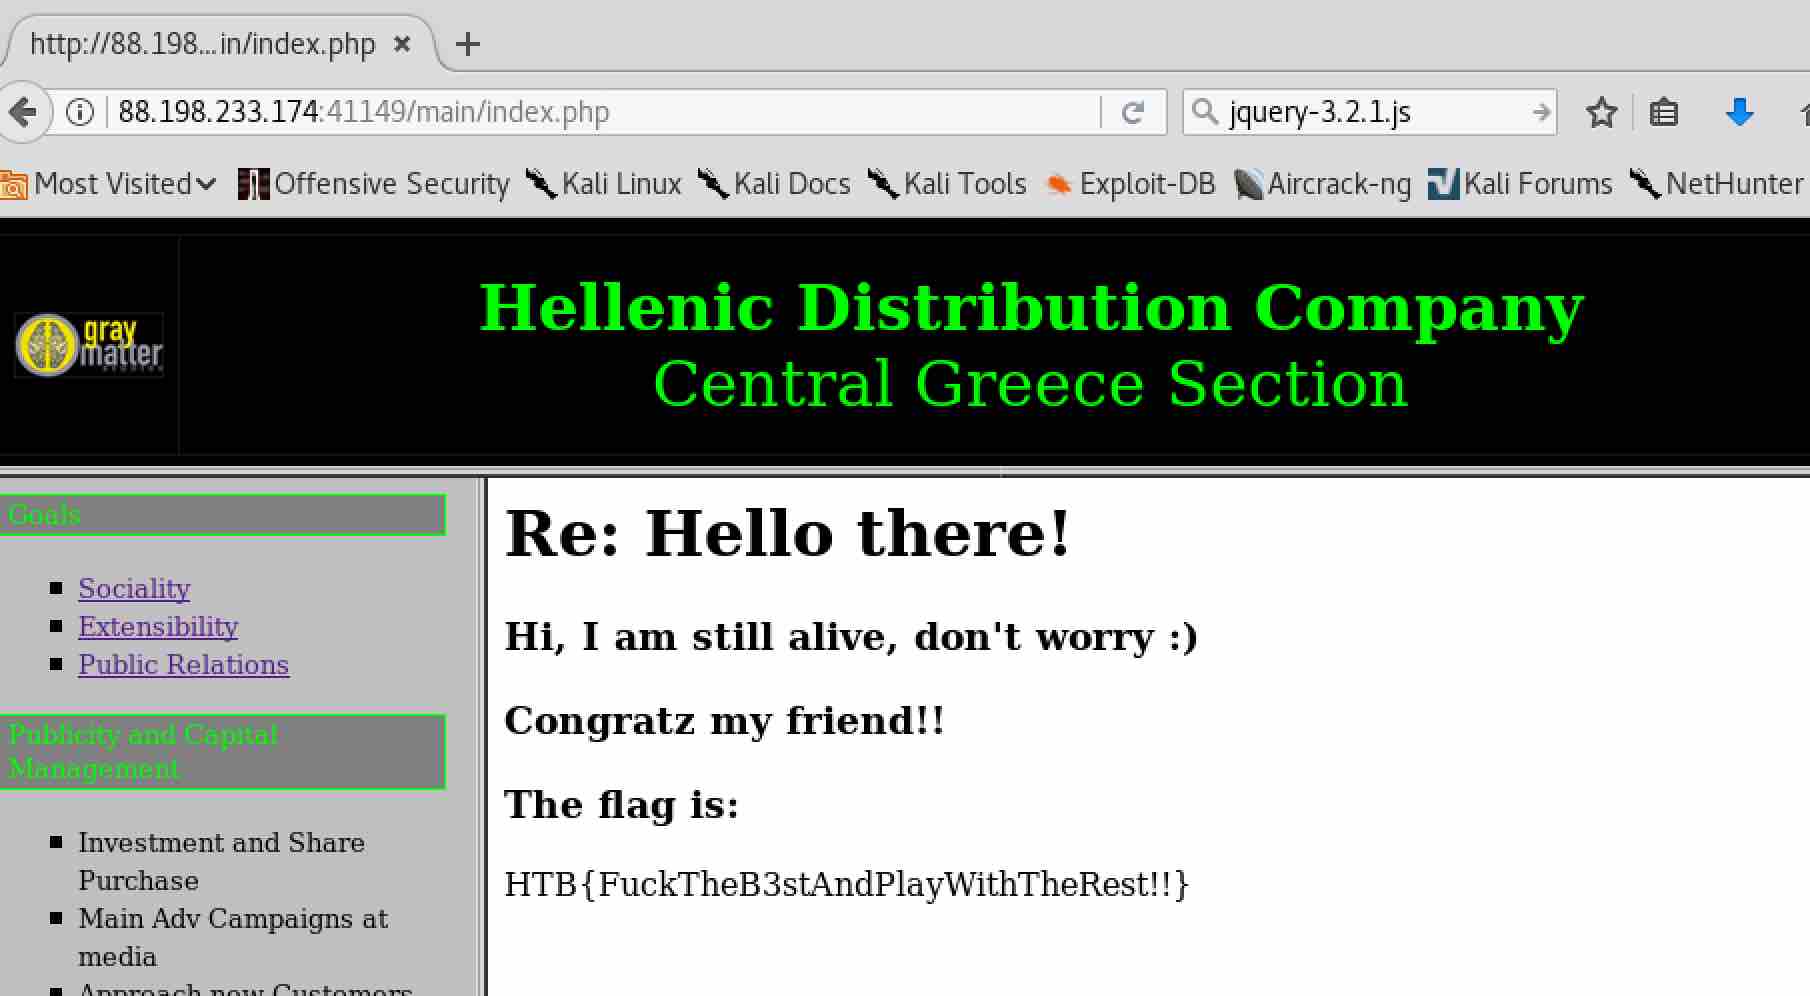 http://88.198...in/index.php
88.198.233.174:41149/main/index.php
jquery-3.2.1.js
Most Visited
Offensive Security
Kali Linux
Kali Docs
Kali Tools
Exploit-DB
Aircrack-ng
Kali Forums
NetHunter
gray
matter
Hellenic Distribution Company
Central Greece Section
Goals
Sociality
Extensibility
Public Relations
Publicity and Capital
Management
Investment and Share
Purchase
Main Adv Campaigns at
media
Approach new Customers
Re: Hello there!
Hi, I am still alive, don't worry :)
Congratz my friend!!
The flag is:
HTB{FuckTheB3stAndPlayWithTheRest!!}